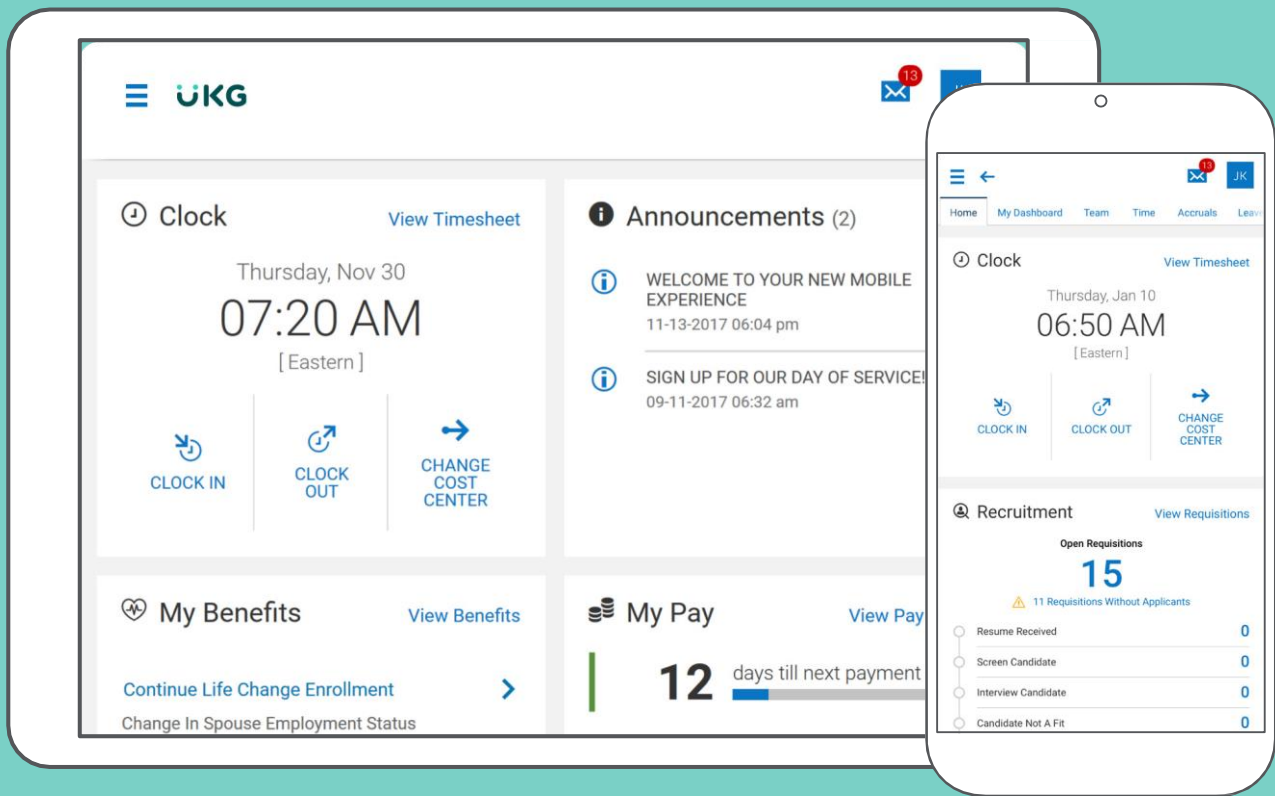 UKG
13
Clock
View Timesheet
Thursday, Nov 30
07:20 AM
[ Eastern ]
CLOCK IN
CLOCK
OUT
CHANGE
COST
CENTER
Announcements (2)
WELCOME TO YOUR NEW MOBILE
EXPERIENCE
11-13-2017 06:04 pm
SIGN UP FOR OUR DAY OF SERVICE!
09-11-2017 06:32 am
My Benefits
View Benefits
Continue Life Change Enrollment
Change In Spouse Employment Status
My Pay
View Pay
12 days till next payment
13
JK
Home My Dashboard Team Time Accruals Leav
Clock
View Timesheet
Thursday, Jan 10
06:50 AM
[ Eastern ]
CLOCK IN
CLOCK OUT
CHANGE
COST
CENTER
Recruitment
View Requisitions
Open Requisitions
15
11 Requisitions Without Applicants
Resume Received 0
Screen Candidate 0
Interview Candidate 0
Candidate Not A Fit 0